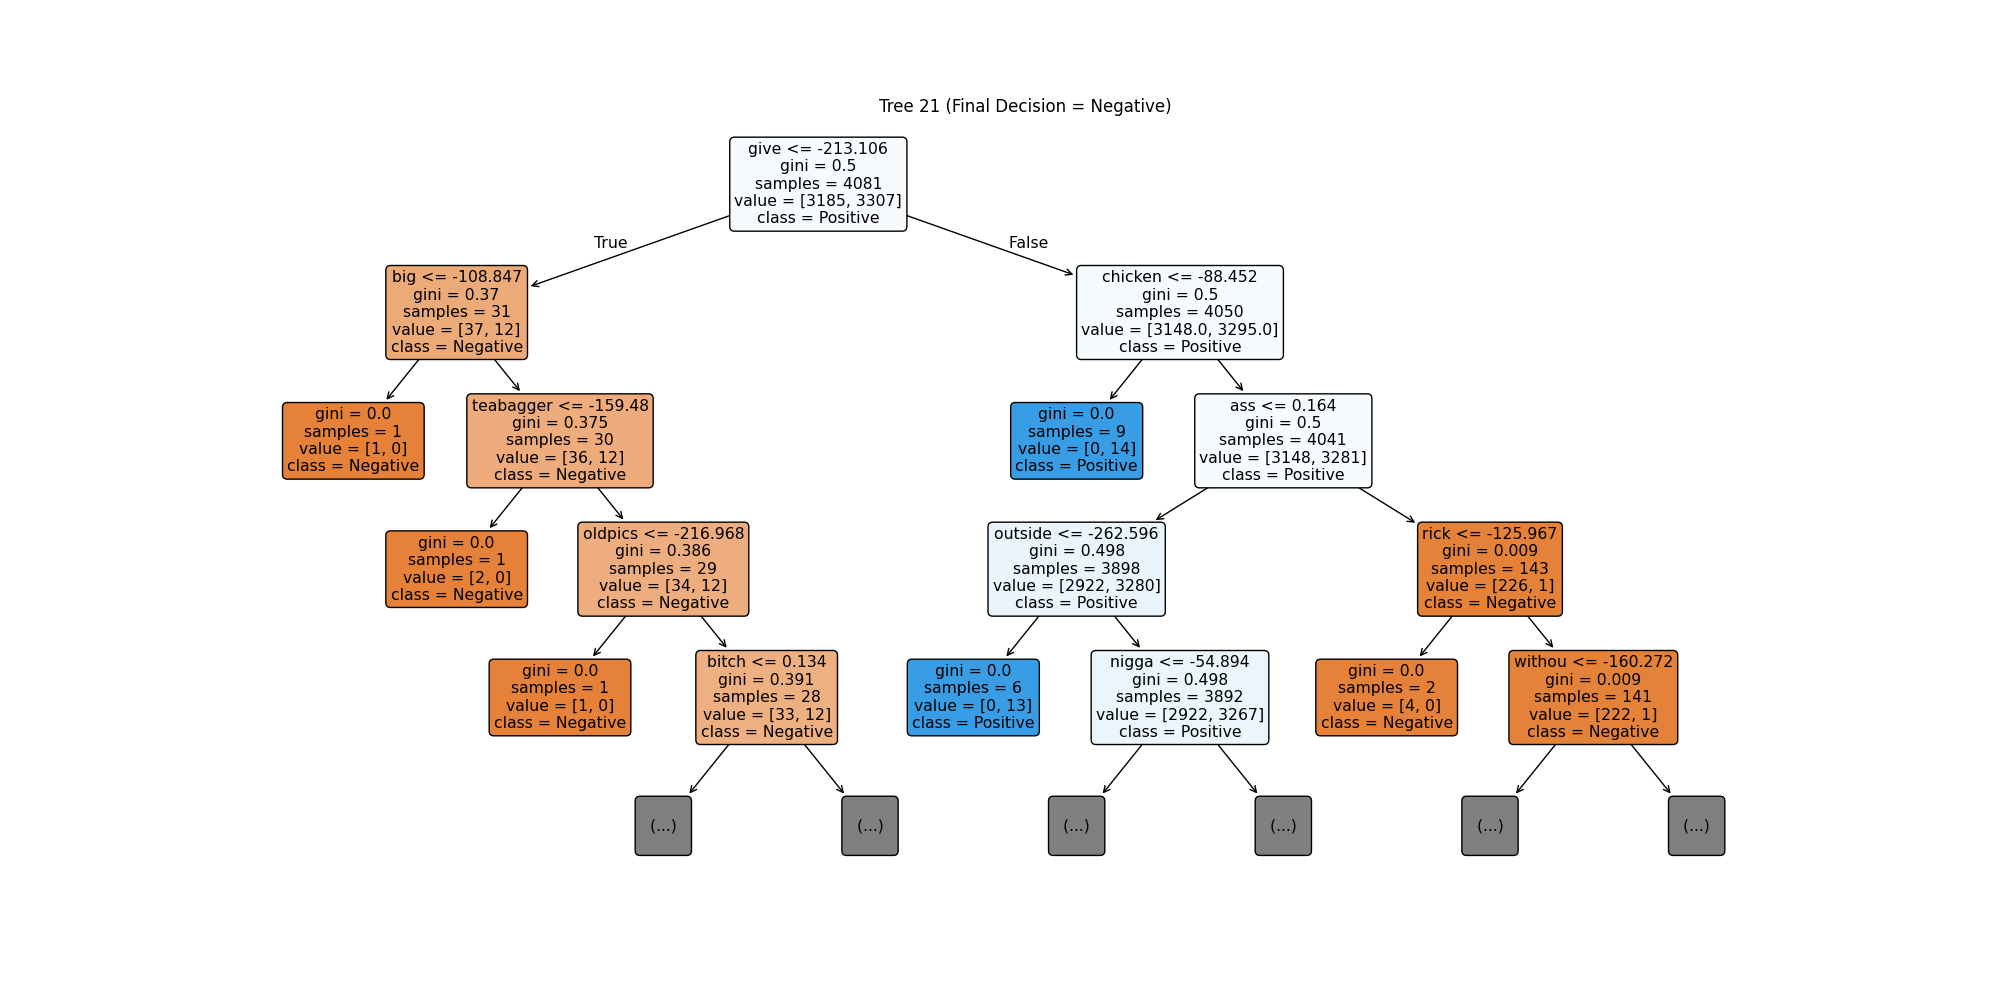 Tree 21 (Final Decision = Negative)
give <= -213.106
gini = 0.5
samples = 4081
value = [3185, 3307]
class = Positive
True
False
big <= -108.847
gini = 0.37
samples = 31
value = [37, 12]
class = Negative
chicken <= -88.452
gini = 0.5
samples = 4050
value = [3148.0, 3295.0]
class = Positive
gini = 0.0
samples = 1
value = [1, 0]
class = Negative
teabagger <= -159.48
gini = 0.375
samples = 30
value = [36, 12]
class = Negative
gini = 0.0
samples = 9
value = [0, 14]
class = Positive
ass <= 0.164
gini = 0.5
samples = 4041
value = [3148, 3281]
class = Positive
gini = 0.0
samples = 1
value = [2, 0]
class = Negative
oldpics <= -216.968
gini = 0.386
samples = 29
value = [34, 12]
class = Negative
outside <= -262.596
gini = 0.498
samples = 3898
value = [2922, 3280]
class = Positive
rick <= -125.967
gini = 0.009
samples = 143
value = [226, 1]
class = Negative
gini = 0.0
samples = 1
value = [1, 0]
class = Negative
bitch <= 0.134
gini = 0.391
samples = 28
value = [33, 12]
class = Negative
gini = 0.0
samples = 6
value = [0, 13]
class = Positive
nigga <= -54.894
gini = 0.498
samples = 3892
value = [2922, 3267]
class = Positive
gini = 0.0
samples = 2
value = [4, 0]
class = Negative
withou <= -160.272
gini = 0.009
samples = 141
value = [222, 1]
class = Negative
(...)
(...)
(...)
(...)
(...)
(...)